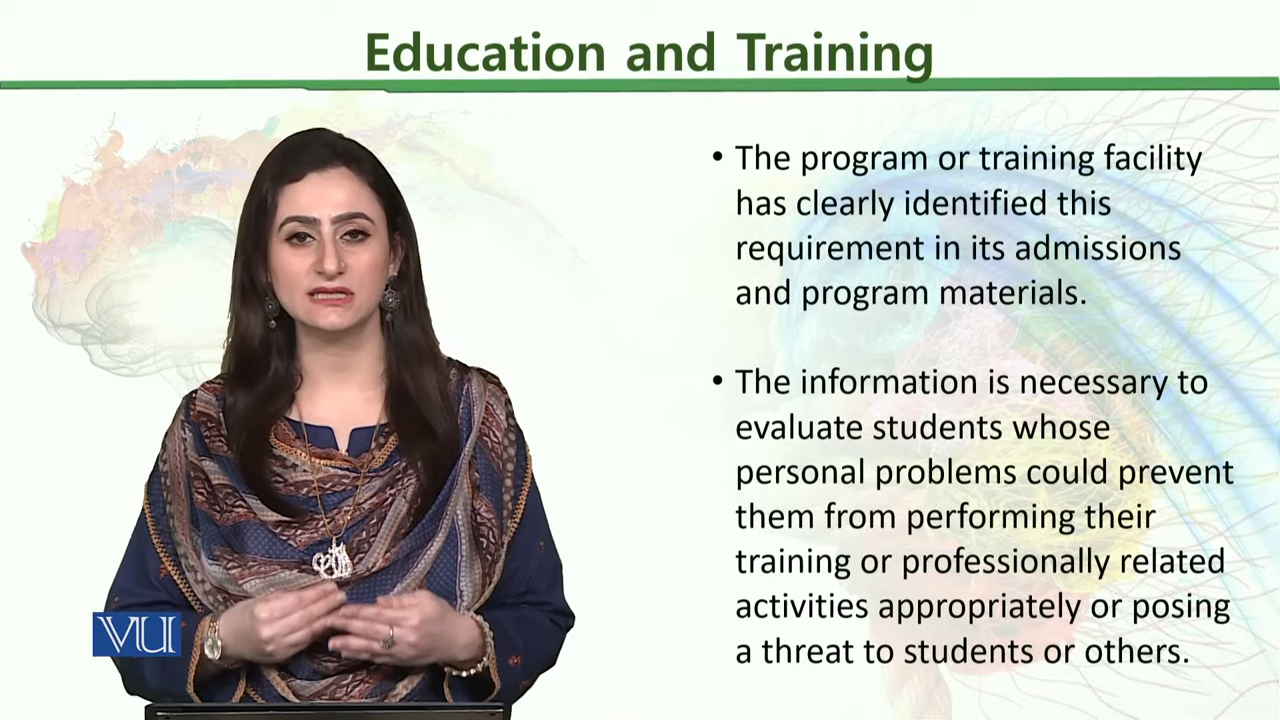 Education and Training
• The program or training facility
has clearly identified this
requirement in its admissions
and program materials.
• The information is necessary to
evaluate students whose
personal problems could prevent
them from performing their
training or professionally related
activities appropriately or posing
a threat to students or others.
VU